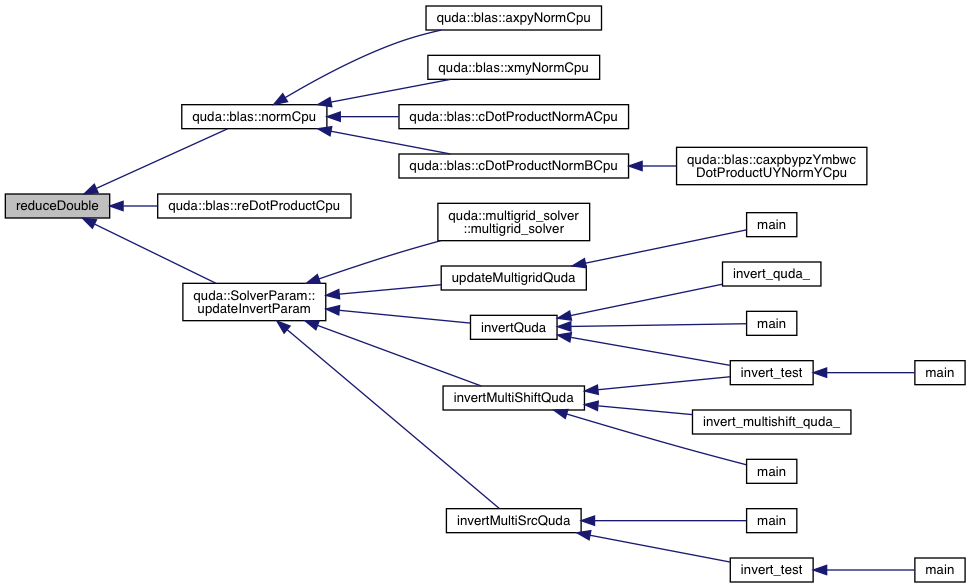 quda::blas::axpyNormCpu
quda::blas::xmyNormCpu
quda::blas::normCpu
quda::blas::cDotProductNormACpu
quda::blas::cDotProductNormBCpu
quda::blas::caxpbypzYmbwc
DotProductUYNormYCpu
reduceDouble
quda::blas::reDotProductCpu
quda::multigrid_solver
::multigrid_solver
main
updateMultigridQuda
invert_quda_
quda::SolverParam::
updateInvertParam
invertQuda
main
invert_test
main
invertMultiShiftQuda
invert_multishift_quda_
main
invertMultiSrcQuda
main
invert_test
main